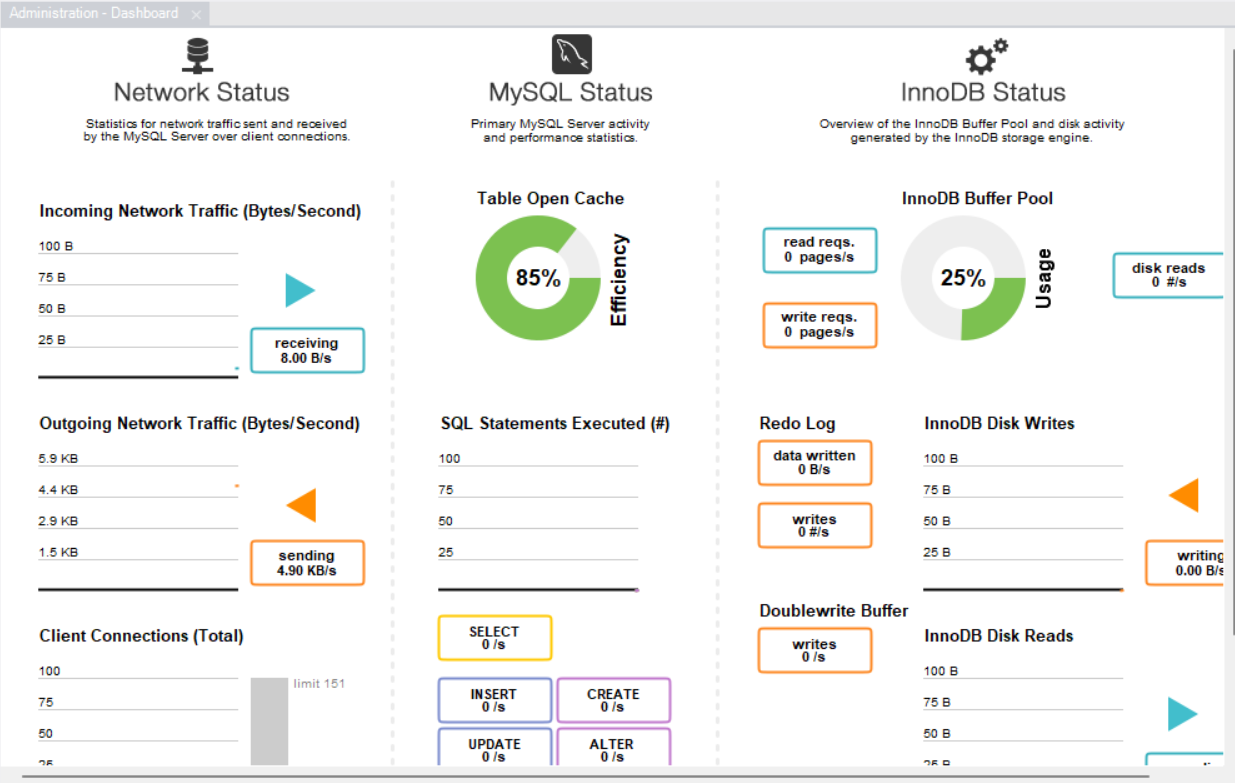 Administration - Dashboard
Network Status
Statistics for network traffic sent and received
by the MySQL Server over client connections.
Incoming Network Traffic (Bytes/Second)
100 B
75 B
50 B
25 B
receiving
8.00 B/s
Outgoing Network Traffic (Bytes/Second)
5.9 KB
4.4 KB
2.9 KB
1.5 KB
sending
4.90 KB/s
Client Connections (Total)
100
limit 151
75
50
25
MySQL Status
Primary MySQL Server activity
and performance statistics.
Table Open Cache
85%
Efficiency
SQL Statements Executed (#)
100
75
50
25
SELECT
0 /s
INSERT
0 /s
CREATE
0 /s
UPDATE
0 /s
ALTER
0 /s
InnoDB Status
Overview of the InnoDB Buffer Pool and disk activity
generated by the InnoDB storage engine.
InnoDB Buffer Pool
read reqs.
0 pages/s
write reqs.
0 pages/s
25%
Usage
disk reads
0 #/s
Redo Log
data written
0 B/s
writes
0 #/s
Doublewrite Buffer
writes
0 /s
InnoDB Disk Writes
100 B
75 B
50 B
25 B
writing
0.00 B/s
InnoDB Disk Reads
100 B
75 B
50 B
25 B